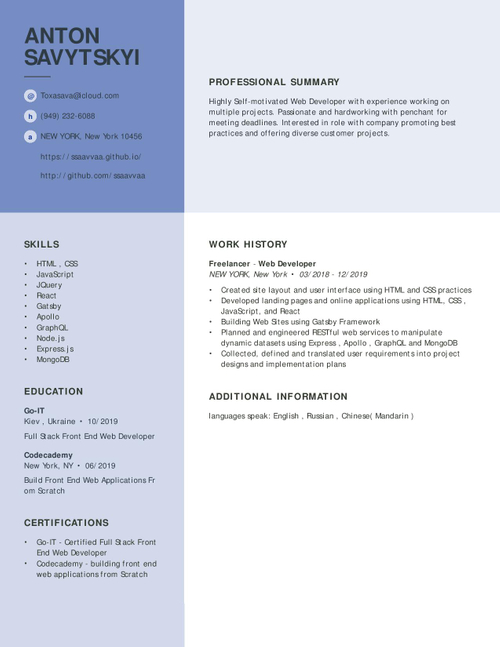 ANTON
SAVYTSKYI
@ Toxasava@icloud.com
h (949) 232-6088
a NEW YORK, New York 10456
https://ssaavvaa.github.io/
http://github.com/ssaavvaa
PROFESSIONAL SUMMARY
Highly Self-motivated Web Developer with experience working on
multiple projects. Passionate and hardworking with penchant for
meeting deadlines. Interested in role with company promoting best
practices and offering diverse customer projects.
SKILLS
• HTML , CSS
• JavaScript
• JQuery
• React
• Gatsby
• Apollo
• GraphQL
• Node.js
• Express.js
• MongoDB
EDUCATION
Go-IT
Kiev , Ukraine • 10/2019
Full Stack Front End Web Developer
Codecademy
New York, NY • 06/2019
Build Front End Web Applications Fr
om Scratch
CERTIFICATIONS
• Go-IT - Certified Full Stack Front
End Web Developer
• Codecademy - building front end
web applications from Scratch
WORK HISTORY
Freelancer - Web Developer
NEW YORK, New York • 03/2018 - 12/2019
• Created site layout and user interface using HTML and CSS practices
• Developed landing pages and online applications using HTML, CSS ,
JavaScript, and React
• Building Web Sites using Gatsby Framework
• Planned and engineered RESTful web services to manipulate
dynamic datasets using Express , Apollo , GraphQL and MongoDB
• Collected, defined and translated user requirements into project
designs and implementation plans
ADDITIONAL INFORMATION
languages speak: English , Russian , Chinese( Mandarin )